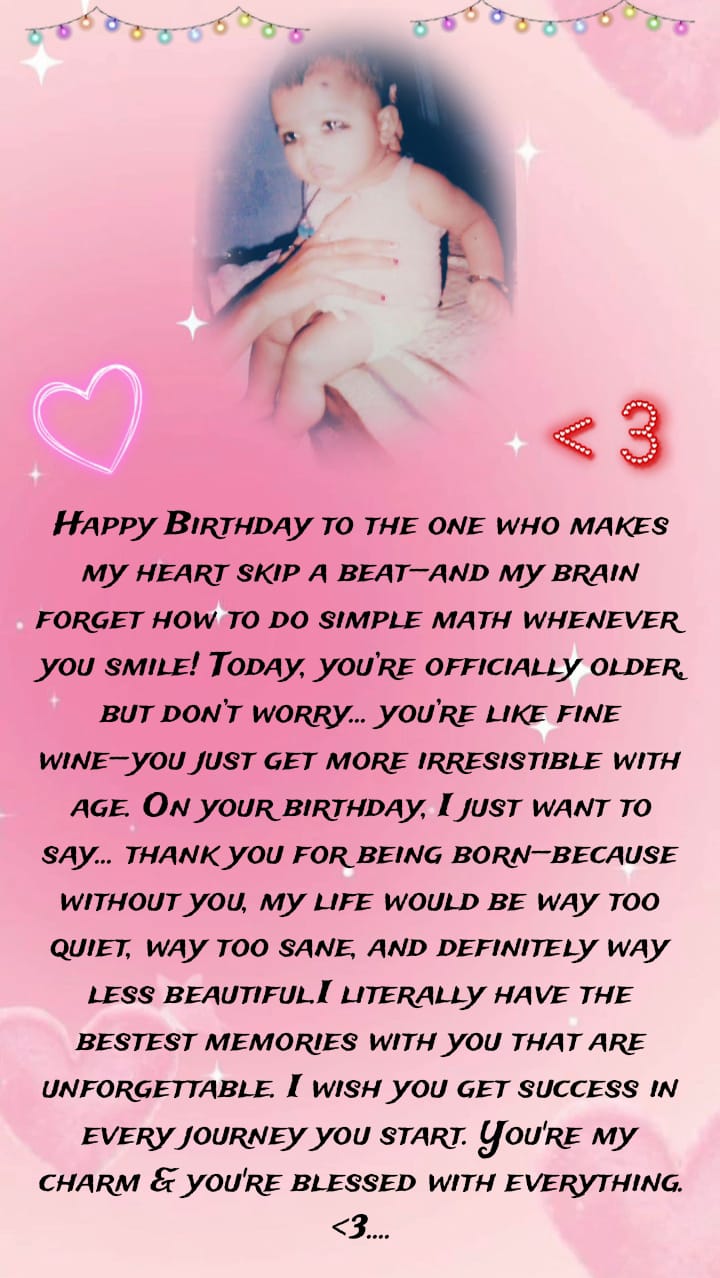 < 3
Happy Birthday to the one who makes
my heart skip a beat—and my brain
forget how to do simple math whenever
you smile! Today, you're officially older,
but don't worry... you're like fine
wine—you just get more irresistible with
age. On your birthday, I just want to
say... thank you for being born—because
without you, my life would be way too
quiet, way too sane, and definitely way
less beautiful.I literally have the
bestest memories with you that are
unforgettable. I wish you get success in
every journey you start. You're my
charm & you're blessed with everything.
<3....